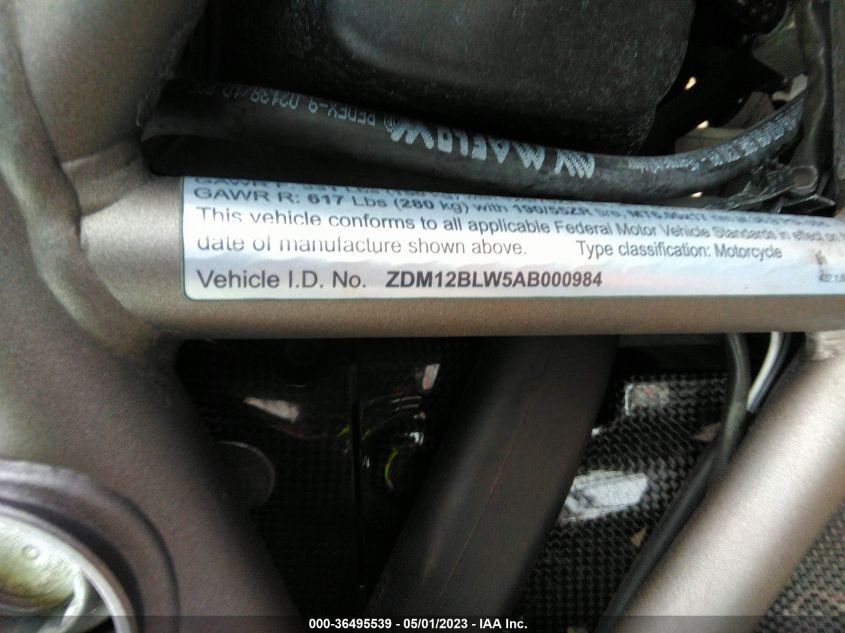 MAFLOW
GAWR R: 617 Lbs (280 kg) with 190/55ZR
This vehicle conforms to all applicable Federal Motor Vehicle Standards in effect on
date of manufacture shown above. Type classification: Motorcycle
Vehicle I.D. No. ZDM12BLW5AB000984
000-36495539 - 05/01/2023 - IAA Inc.